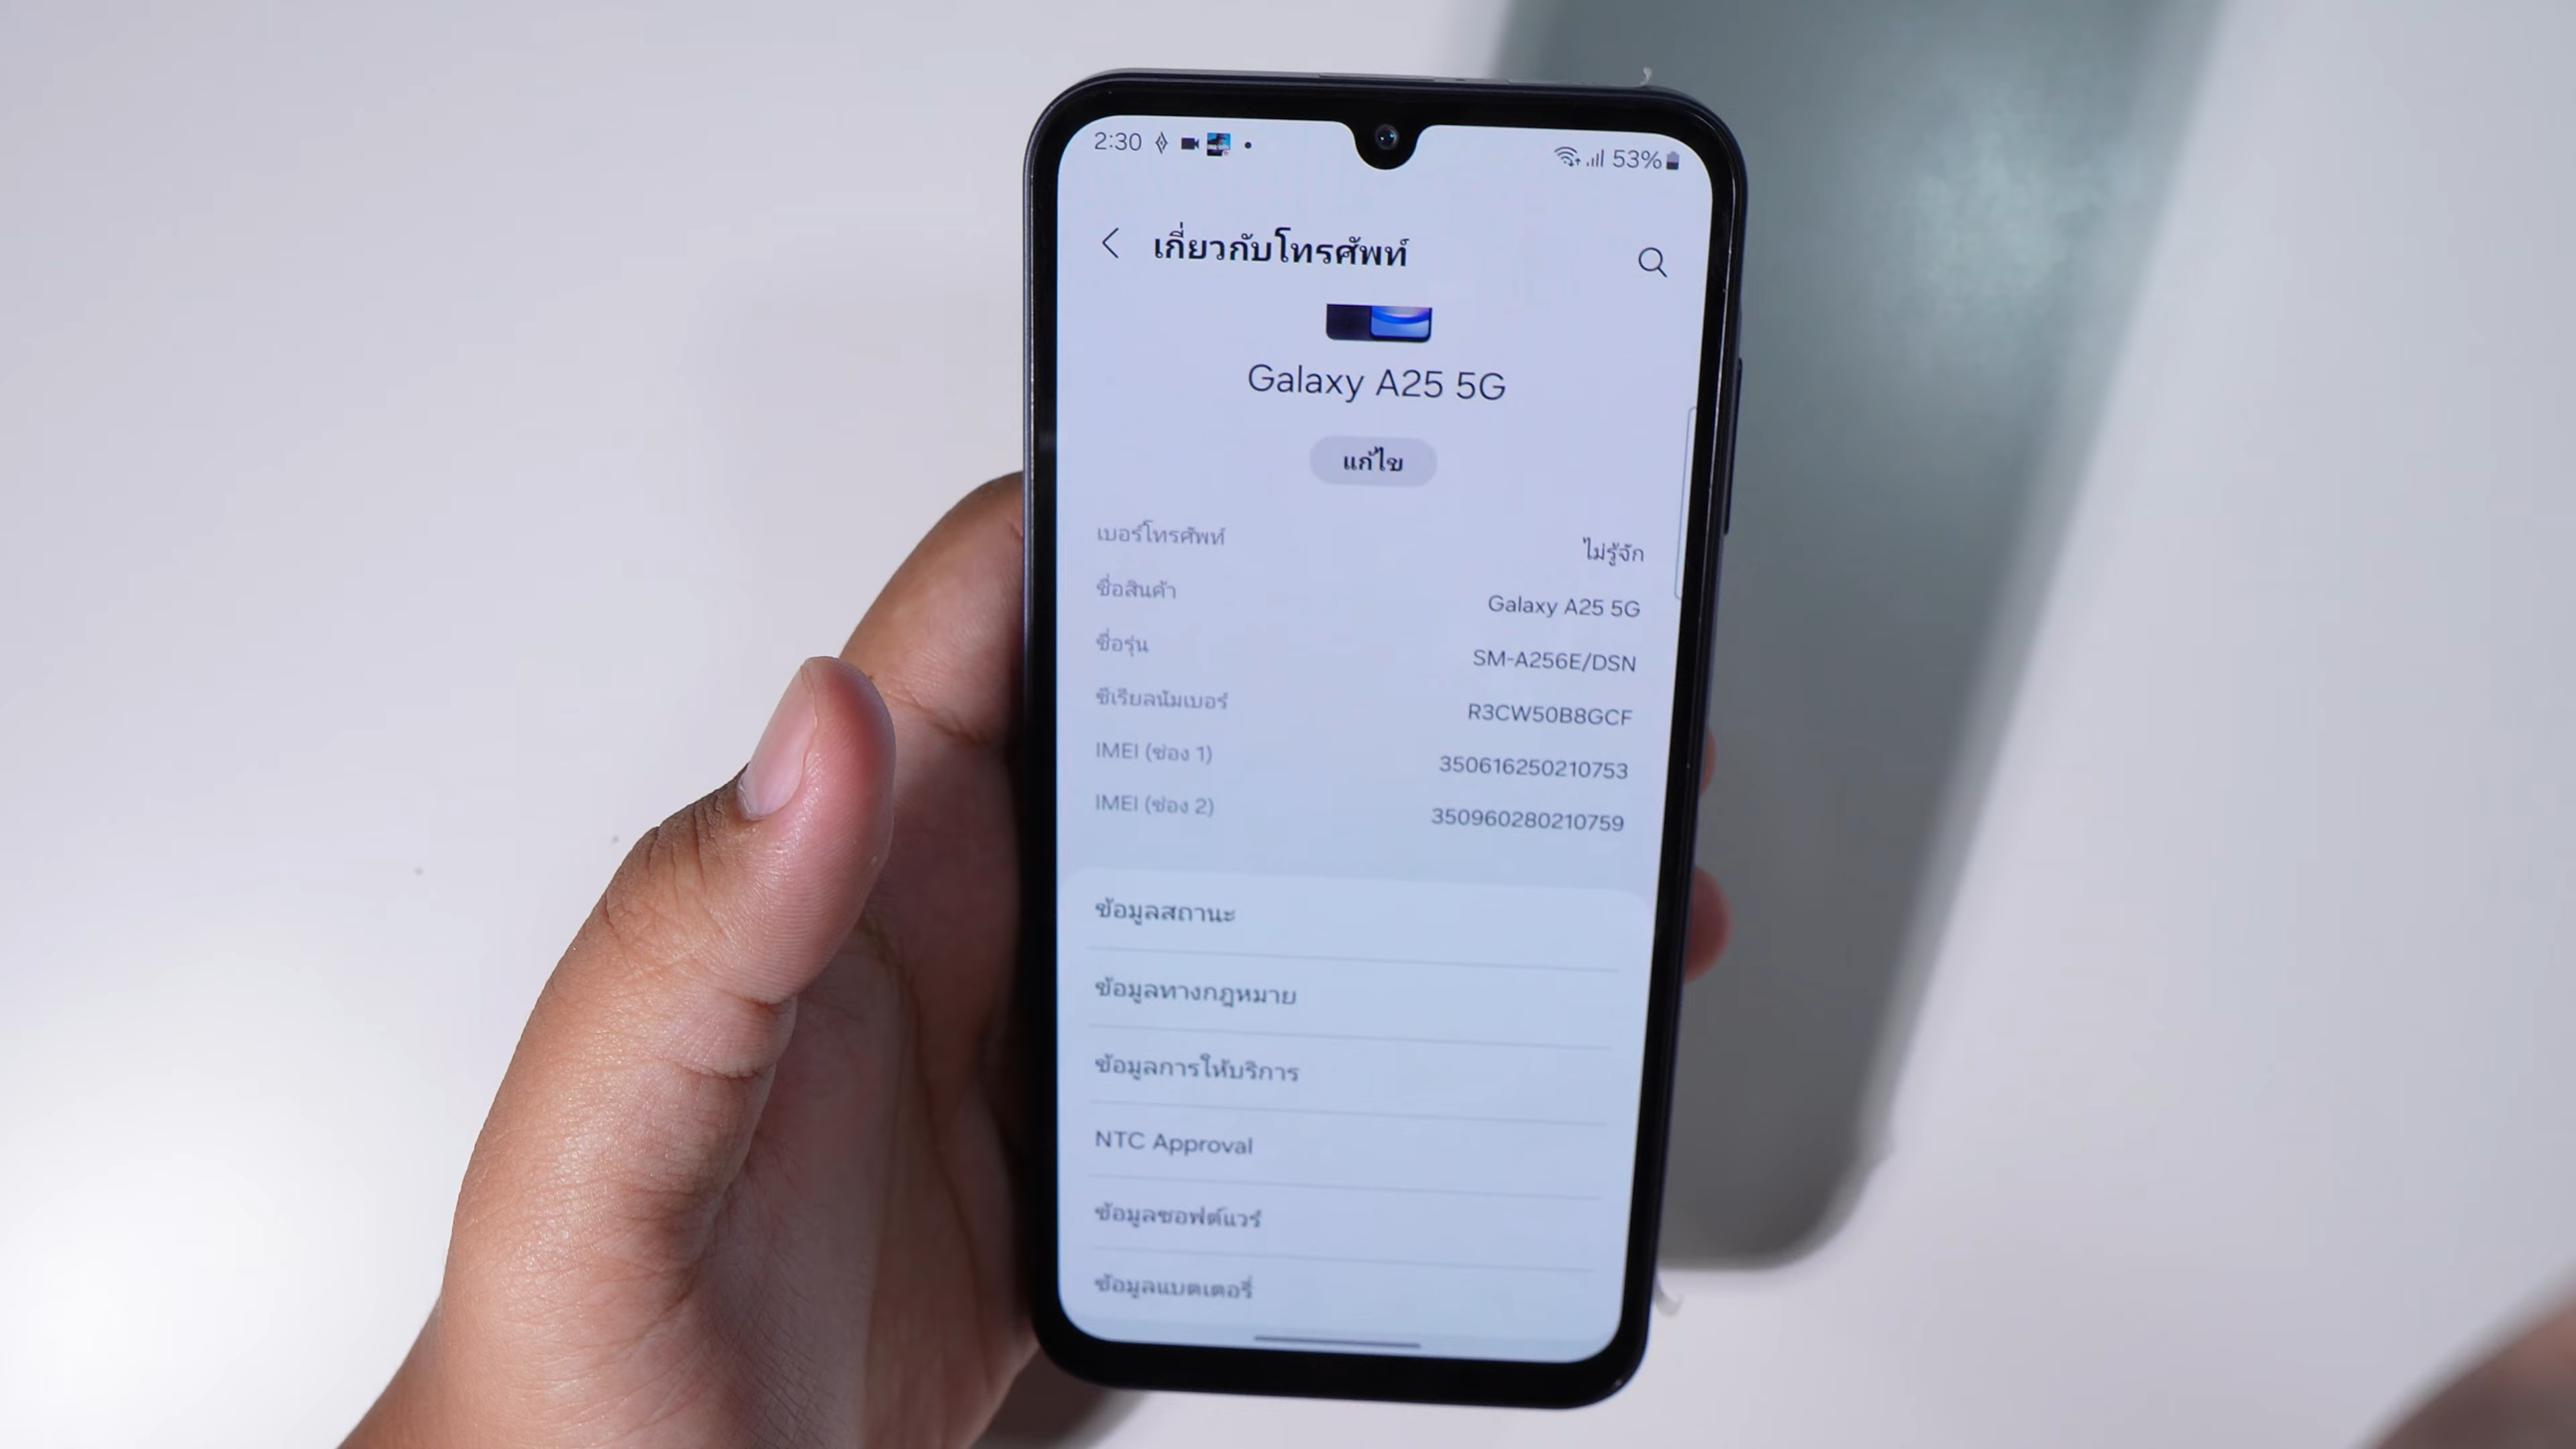 2:30
53%
เกี่ยวกับโทรศัพท์
Galaxy A25 5G
แก้ไข
เบอร์โทรศัพท์ ไม่รู้จัก
ชื่อสินค้า Galaxy A25 5G
ชื่อรุ่น SM-A256E/DSN
ซีเรียลนัมเบอร์ R3CW50B8GCF
IMEI (ช่อง 1) 350616250210753
IMEI (ช่อง 2) 350960280210759
ข้อมูลสถานะ
ข้อมูลทางกฎหมาย
ข้อมูลการให้บริการ
NTC Approval
ข้อมูลซอฟต์แวร์
ข้อมูลแบตเตอรี่